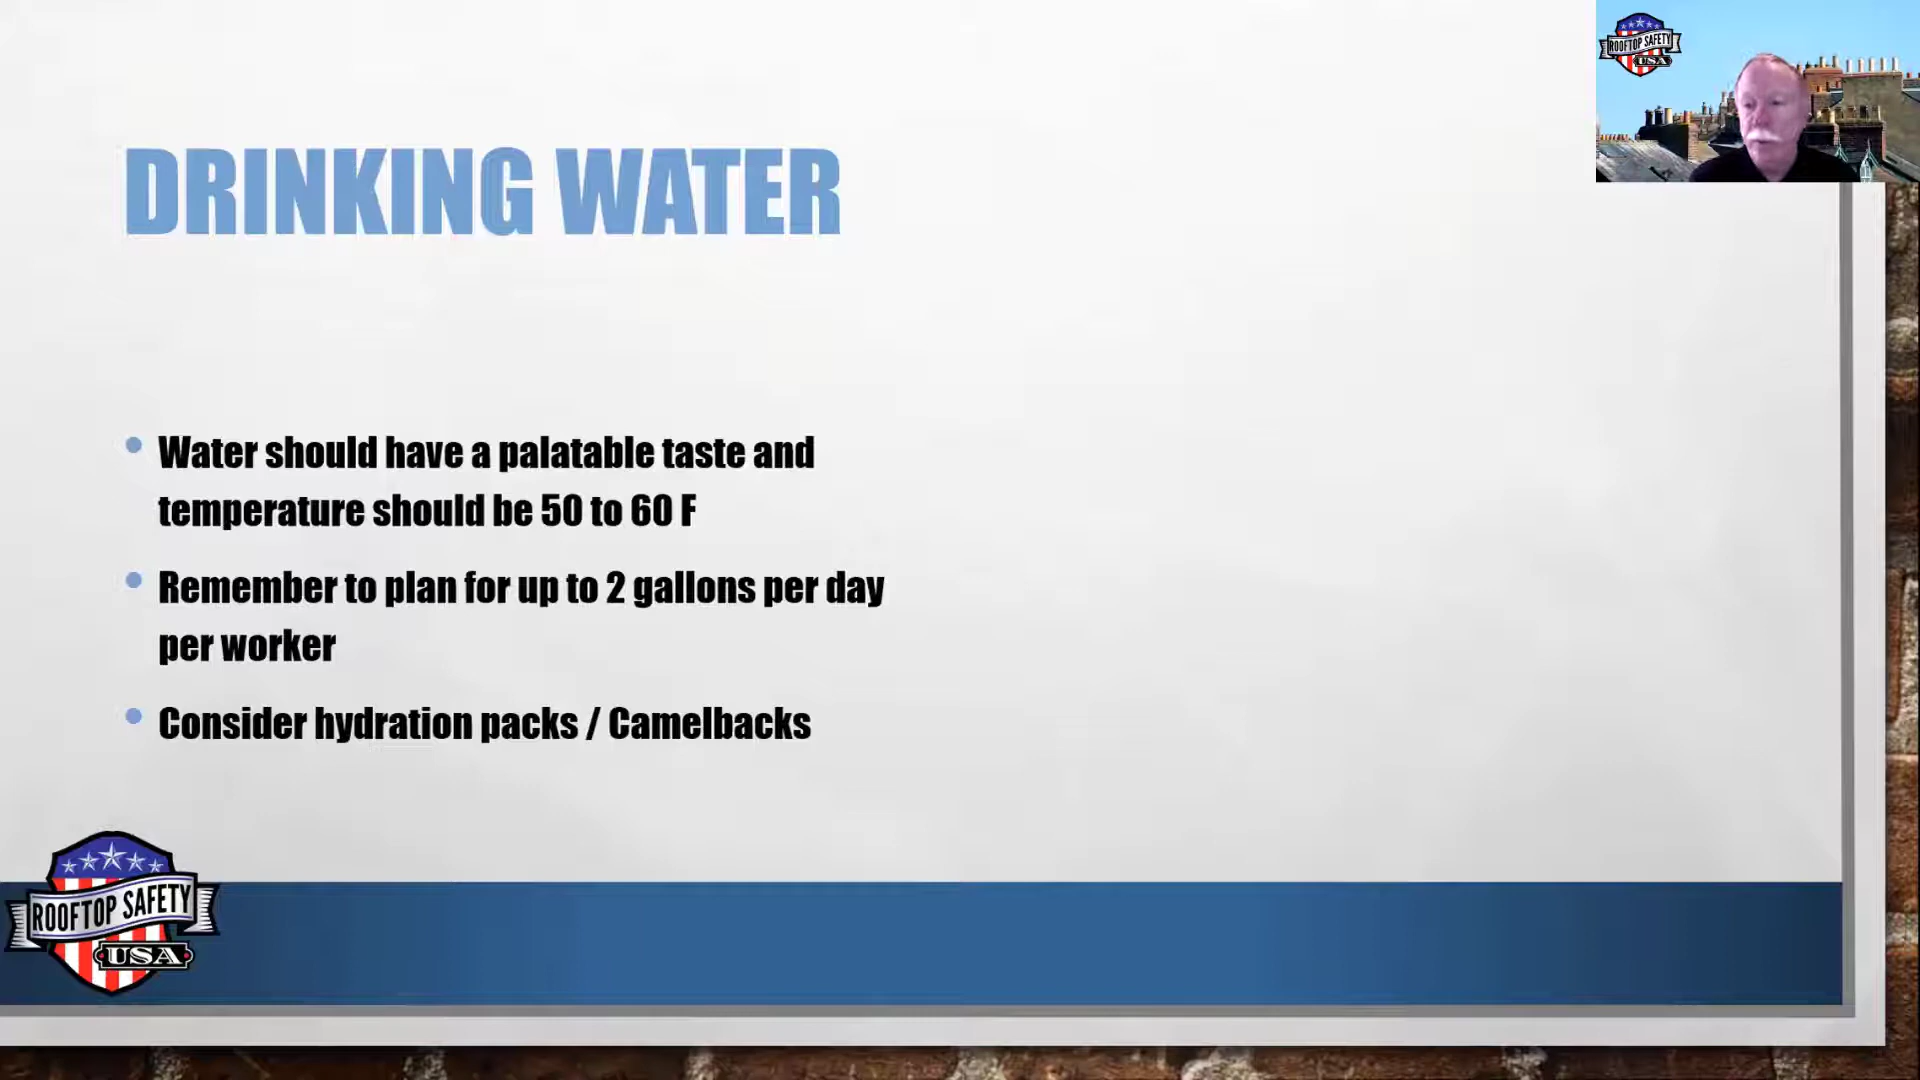 ROOFTOP SAFETY
USA
DRINKING WATER
• Water should have a palatable taste and
temperature should be 50 to 60 F
• Remember to plan for up to 2 gallons per day
per worker
• Consider hydration packs / Camelbacks
ROOFTOP SAFETY
USA